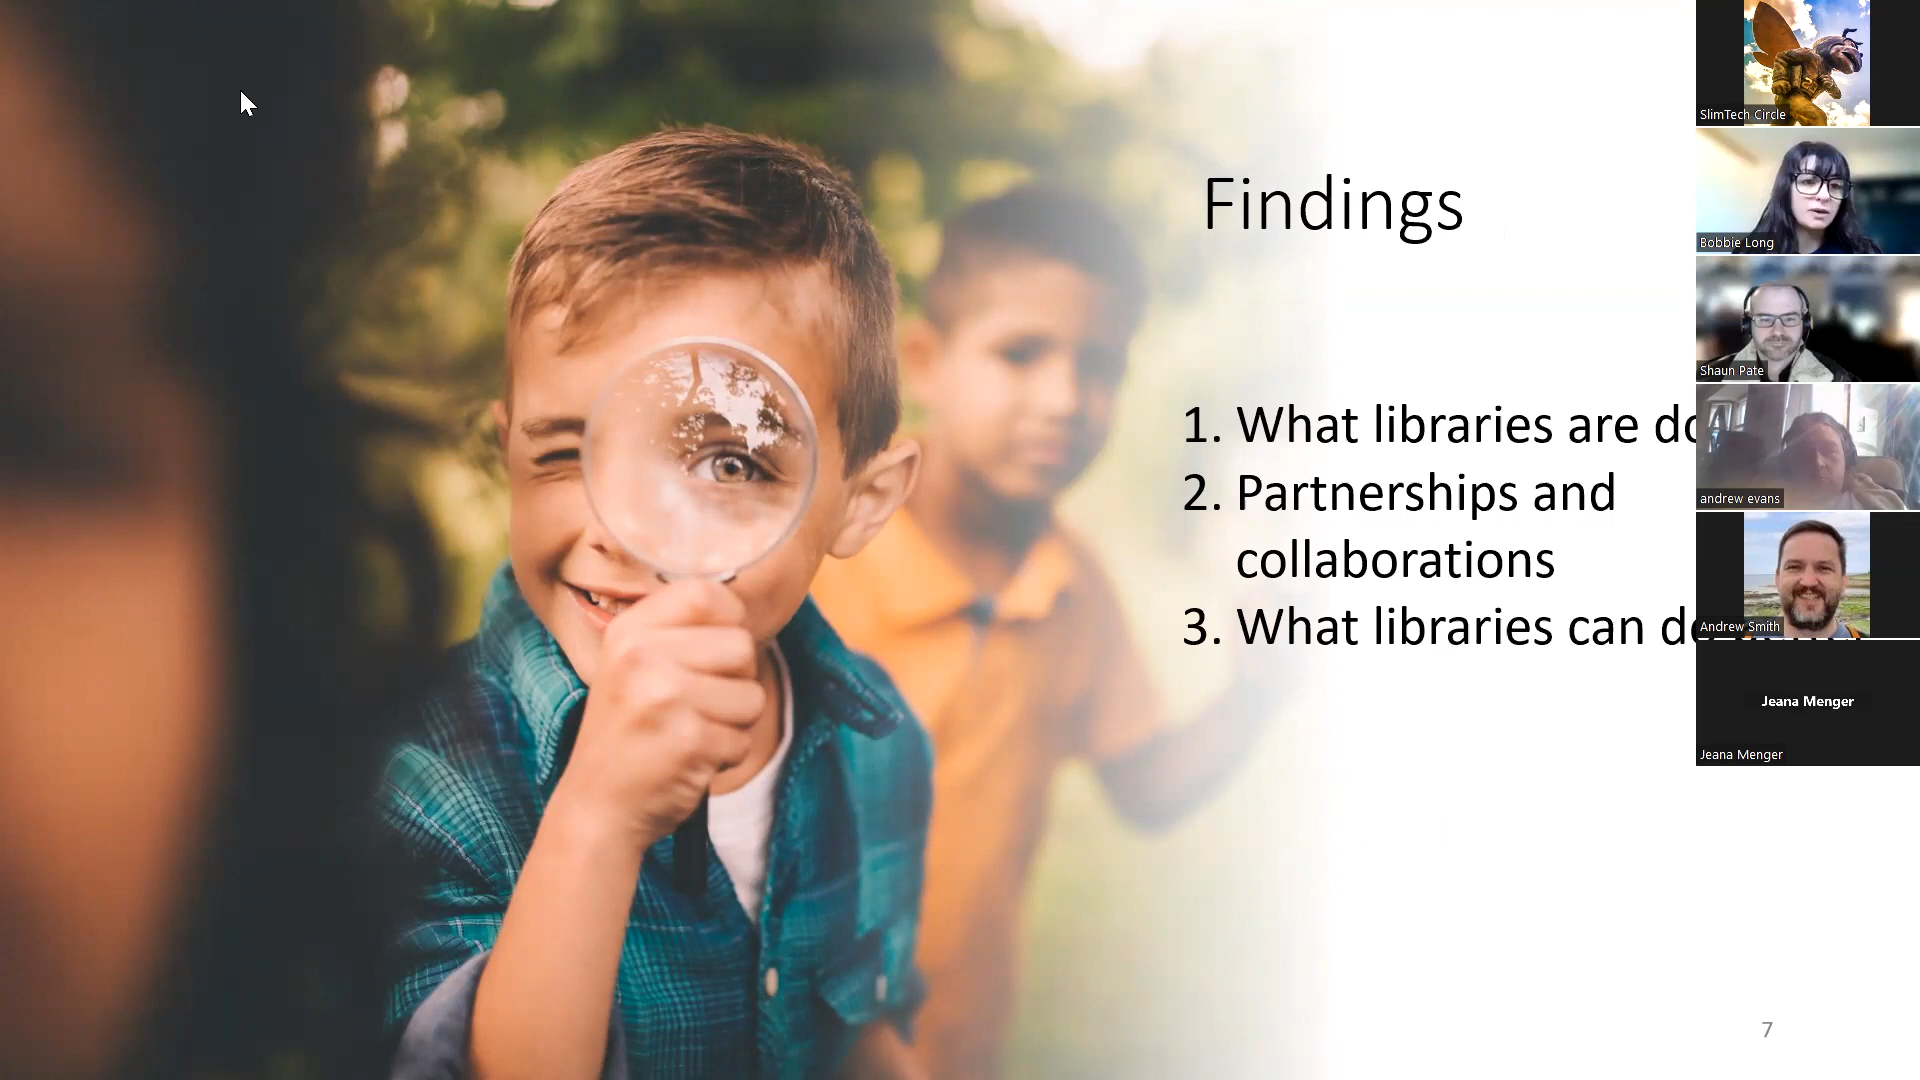 Findings
1. What libraries are
2. Partnerships and
collaborations
3. What libraries can
SlimTech Circle
Bobbie Long
Shaun Pate
andrew evans
Andrew Smith
Jeana Menger
Jeana Menger
7